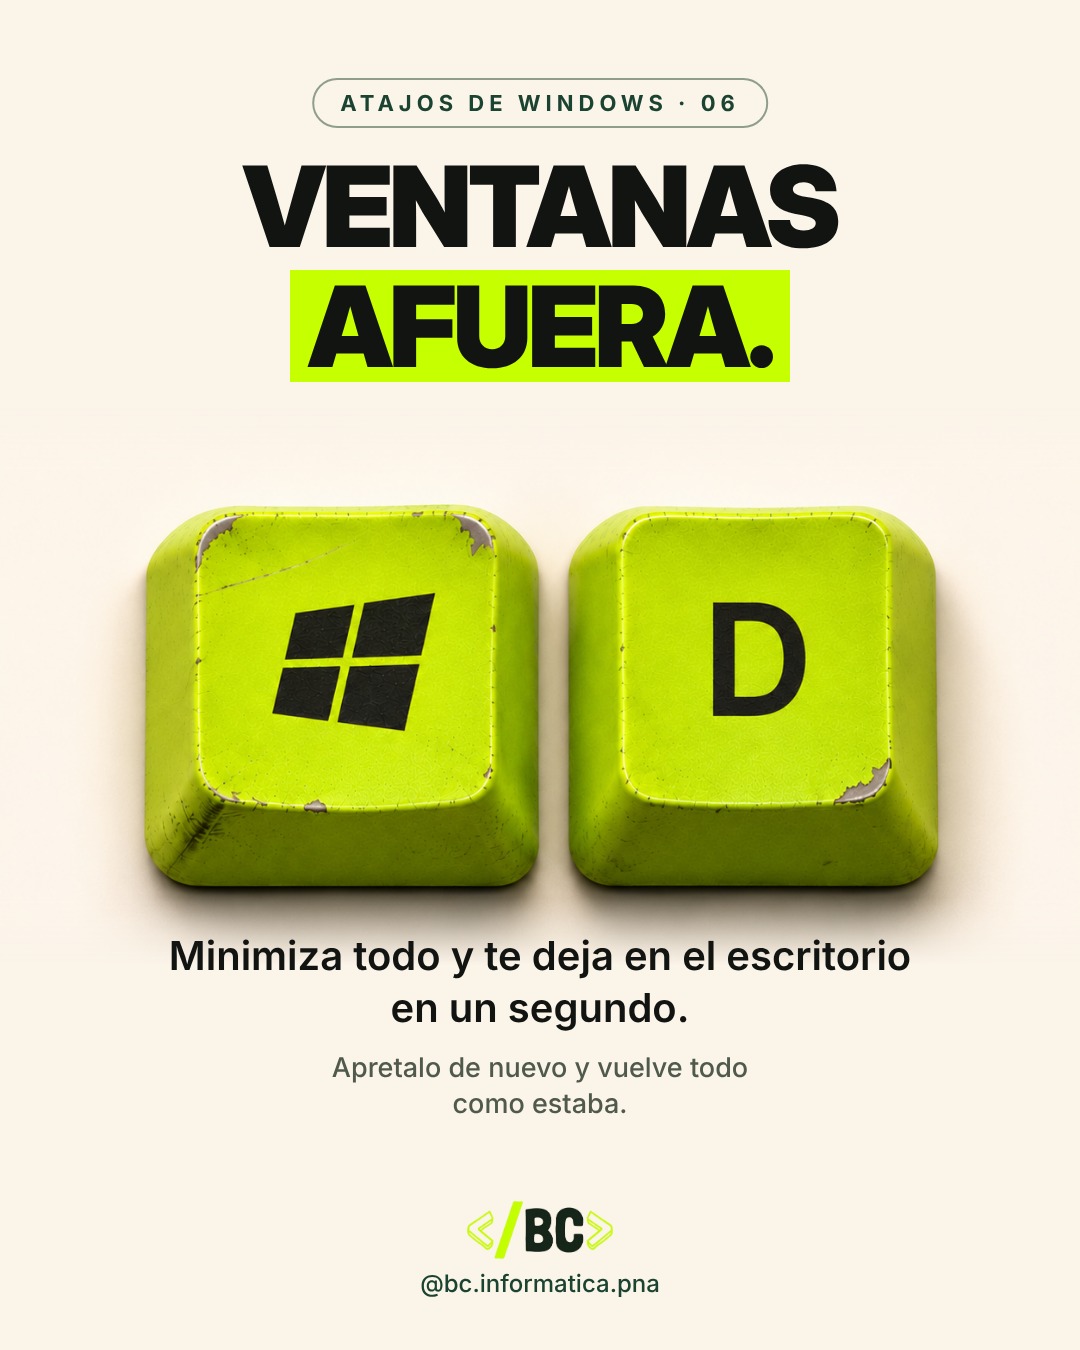 ATAJOS DE WINDOWS · 06
VENTANAS
AFUERA.
D
Minimiza todo y te deja en el escritorio
en un segundo.
Apretalo de nuevo y vuelve todo
como estaba.
</BC>
@bc.informatica.pna